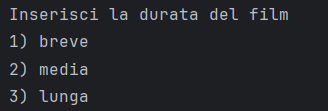 Inserisci la durata del film
1) breve
2) media
3) lunga